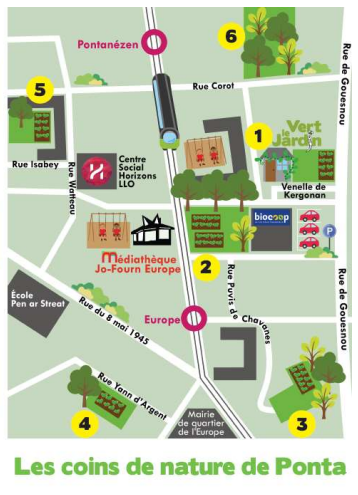 6
Pontanézen
Rue de Gouesnou
Rue Corot
5
1
Vert
le
Jardin
Rue Isabey
Centre
Social
Horizons
LLO
Rue Watteau
Venelle de
Kergonan
biocoop
P
Médiathèque
Jo-Fourn Europe
2
Rue Puvis de
Chavanes
Rue de Gouesnou
École
Pen ar Streat
Rue du 8 mai 1945
Europe
Rue Yann d'Argent
4
Mairie
de quartier
de l'Europe
3
Les coins de nature de Ponta